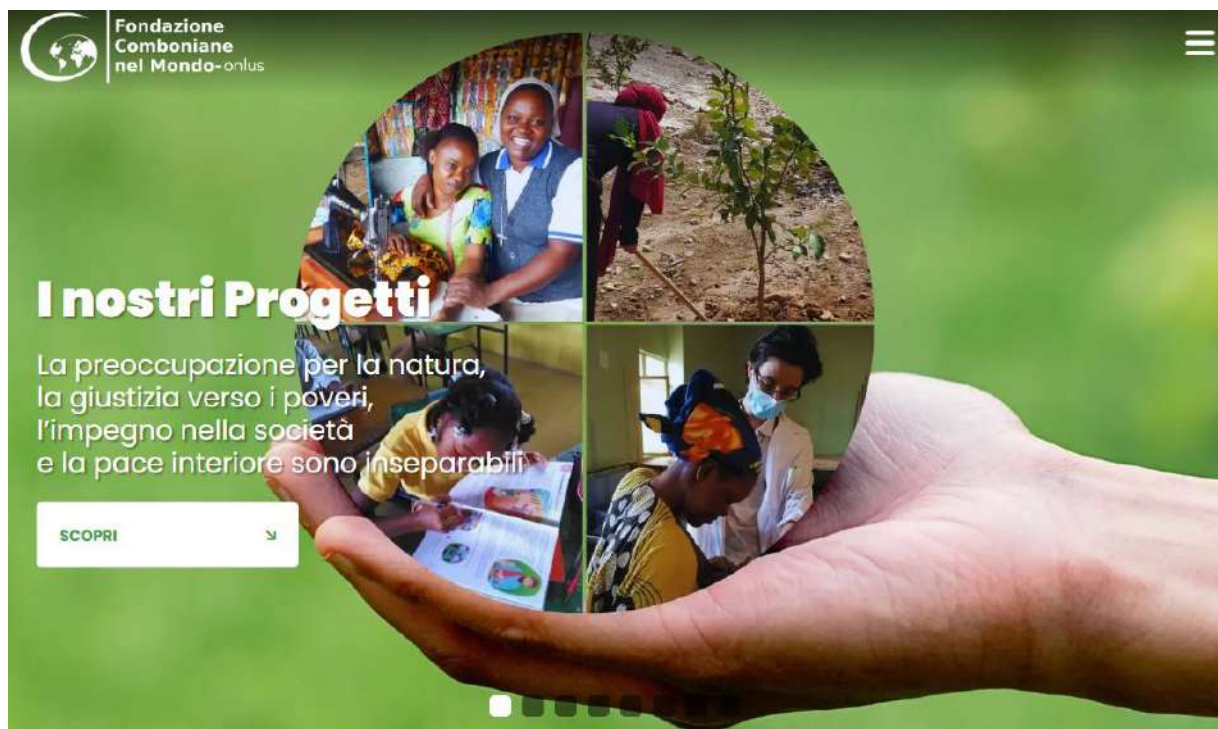 Fondazione
Comboniane
nel Mondo-onlus
I nostri Progetti
La preoccupazione per la natura,
la giustizia verso i poveri,
l'impegno nella società
e la pace interiore sono inseparabili
SCOPRI